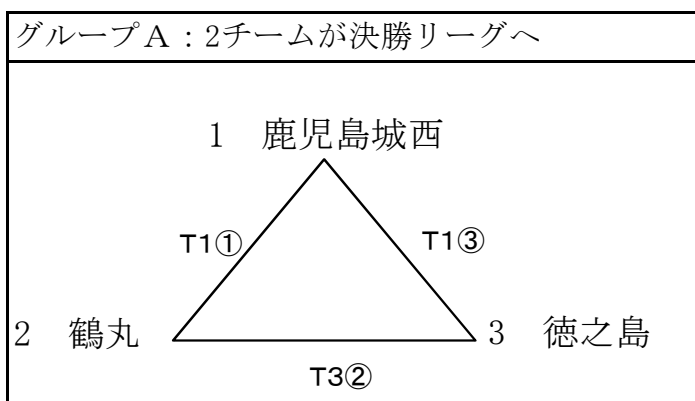 グループA：2チームが決勝リーグへ
1 鹿児島城西
T1①
T1③
2 鶴丸
3 徳之島
T3②